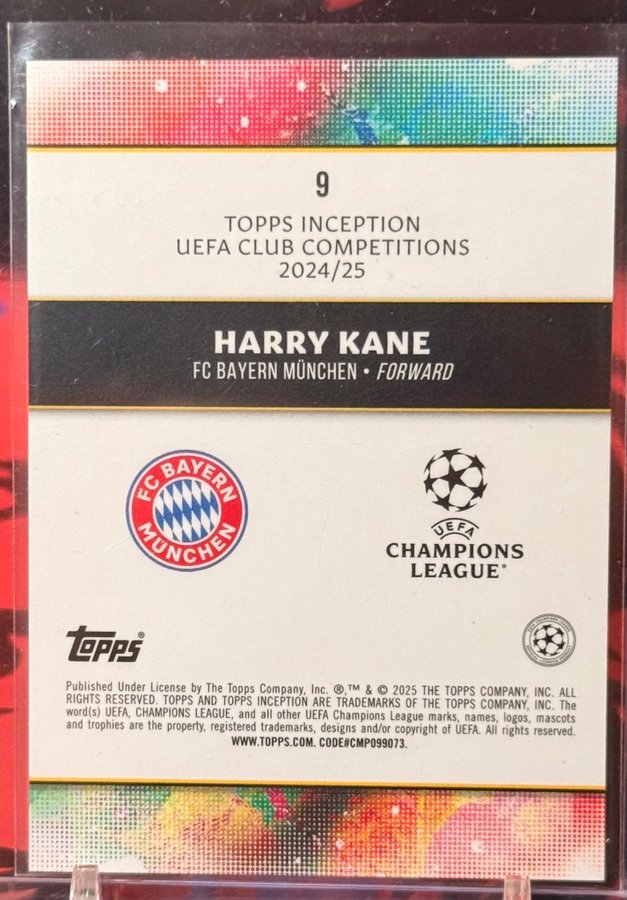 9
TOPPS INCEPTION
UEFA CLUB COMPETITIONS
2024/25
HARRY KANE
FC BAYERN MÜNCHEN • FORWARD
FC BAYERN
MÜNCHEN
UEFA
CHAMPIONS
LEAGUE®
Topps®
Published Under License by The Topps Company, Inc. ®,™ & © 2025 THE TOPPS COMPANY, INC. ALL
RIGHTS RESERVED. TOPPS AND TOPPS INCEPTION ARE TRADEMARKS OF THE TOPPS COMPANY, INC. The
word(s) UEFA, CHAMPIONS LEAGUE, and all other UEFA Champions League marks, names, logos, mascots
and trophies are the property, registered trademarks, designs and/or copyright of UEFA. All rights reserved.
WWW.TOPPS.COM. CODE#CMP099073.